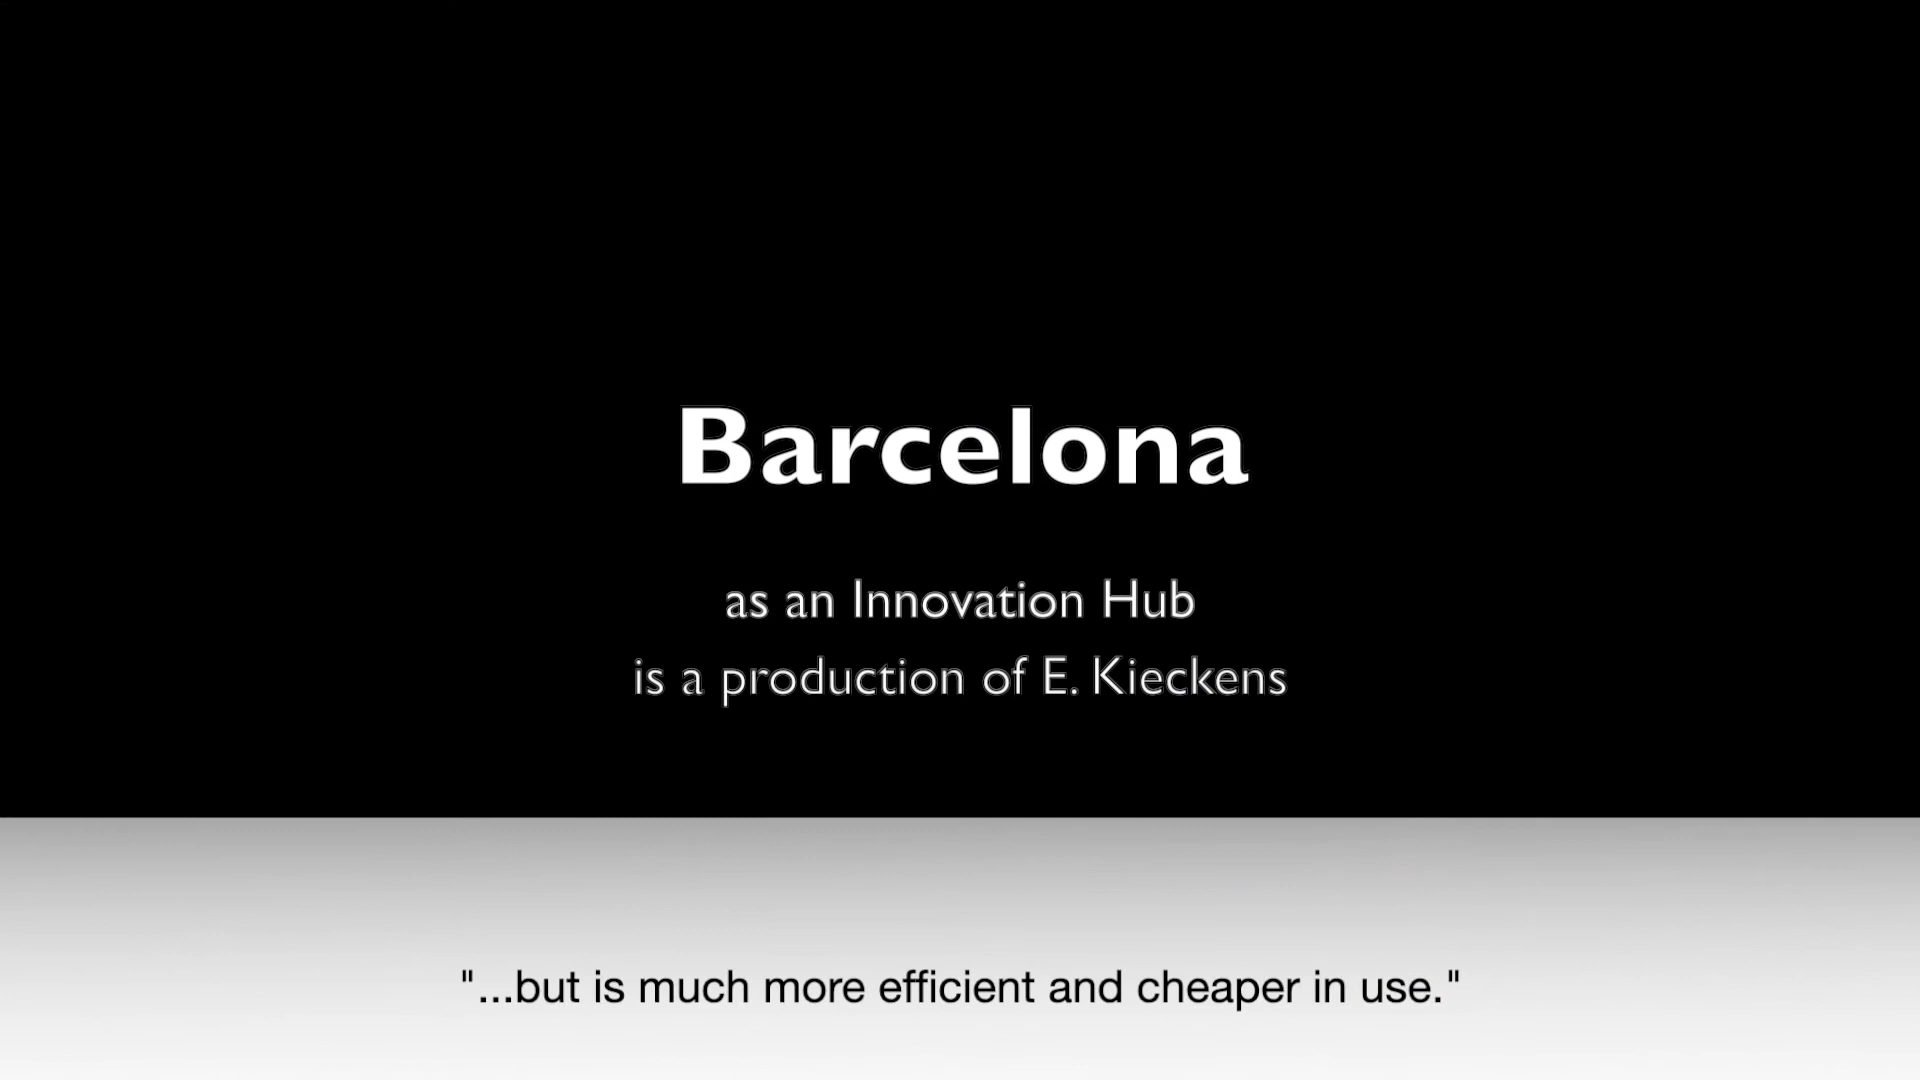 Barcelona
as an Innovation Hub
is a production of E. Kieckens
"...but is much more efficient and cheaper in use."